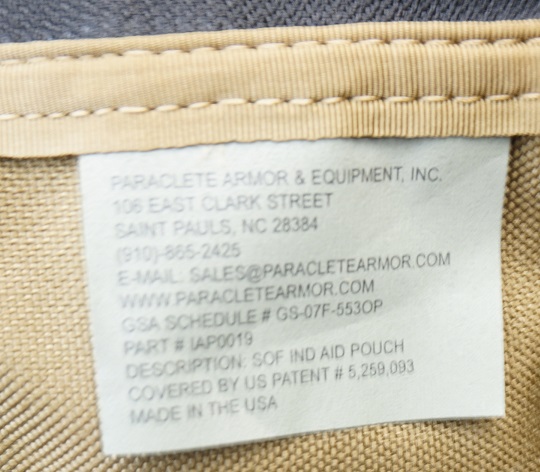 PARACLETE ARMOR & EQUIPMENT, INC.
106 EAST CLARK STREET
SAINT PAULS, NC 28384
(910)-865-2425
E-MAIL: SALES@PARACLETEARMOR.COM
WWW.PARACLETEARMOR.COM
GSA SCHEDULE # GS-07F-553OP
PART # IAP0019
DESCRIPTION: SOF IND AID POUCH
COVERED BY US PATENT # 5,259,093
MADE IN THE USA